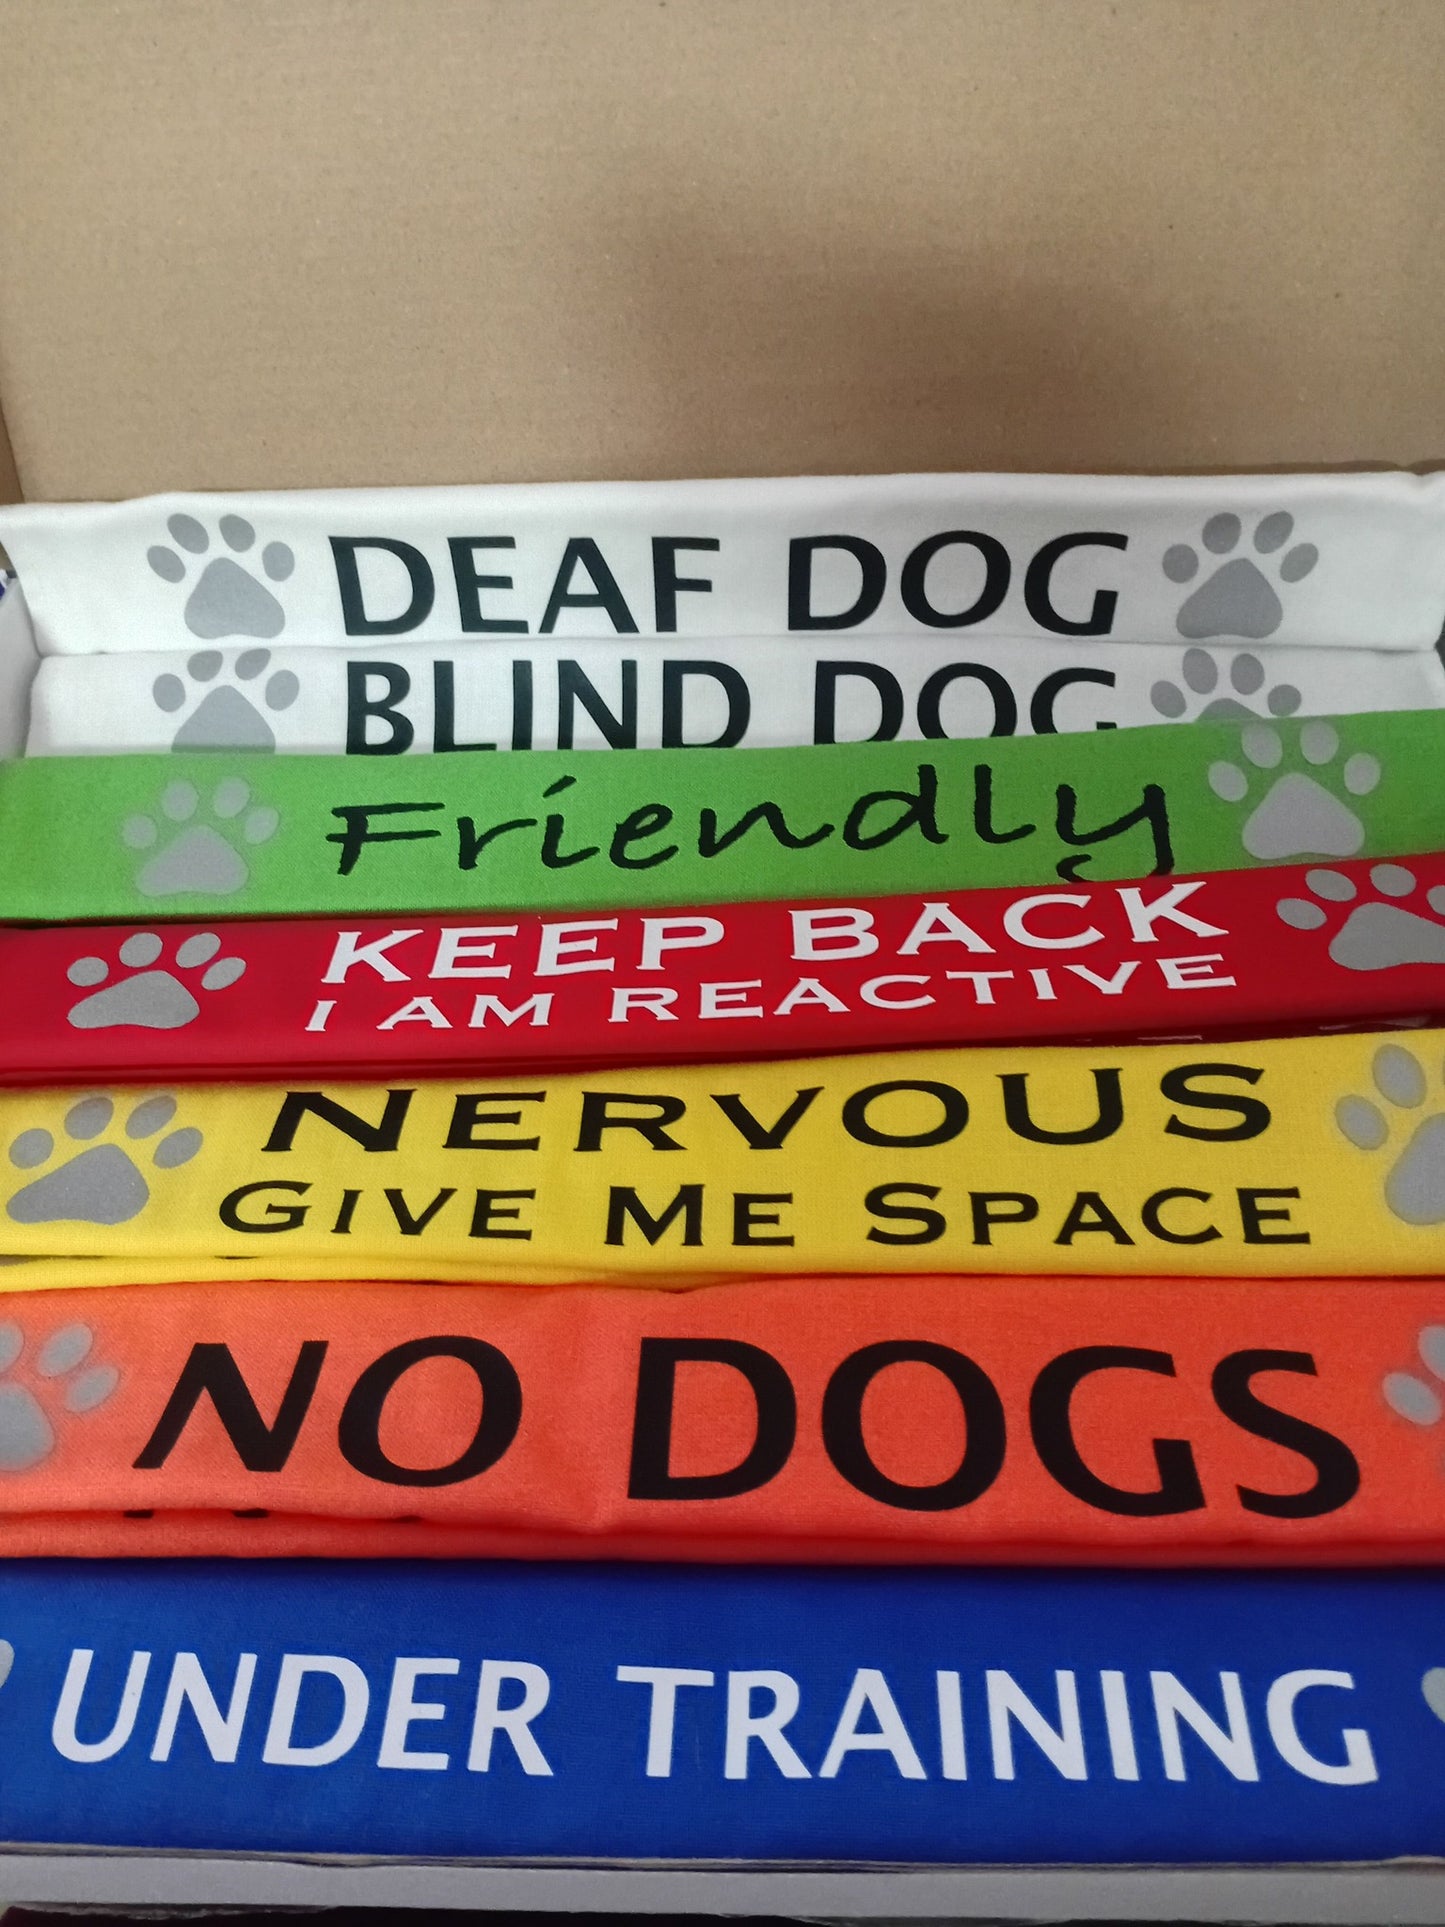 DEAF DOG
BLIND DOG
Friendly
KEEP BACK
I AM REACTIVE
NERVOUS
GIVE ME SPACE
NO DOGS
UNDER TRAINING